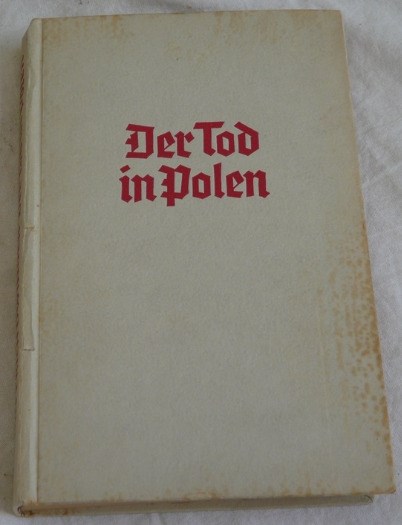 Der Tod
in Polen